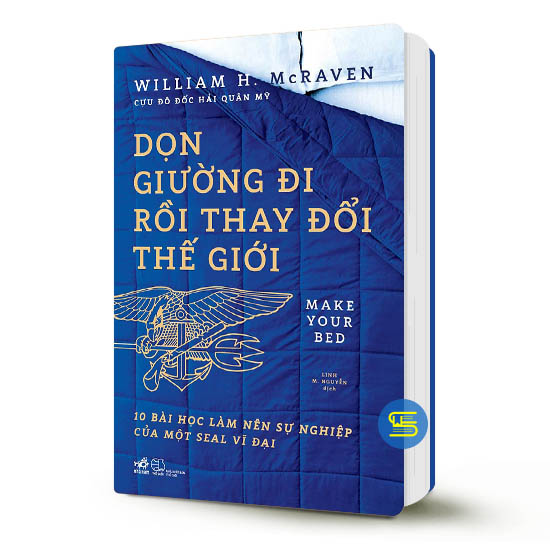 WILLIAM H. McRAVEN
CỰU ĐÔ ĐỐC HẢI QUÂN MỸ
DỌN
GIƯỜNG ĐI
RỒI THAY ĐỔI
THẾ GIỚI
MAKE
YOUR
BED
LINH
M. NGUYỄN
dịch
10 BÀI HỌC LÀM NÊN SỰ NGHIỆP
CỦA MỘT SEAL VĨ ĐẠI